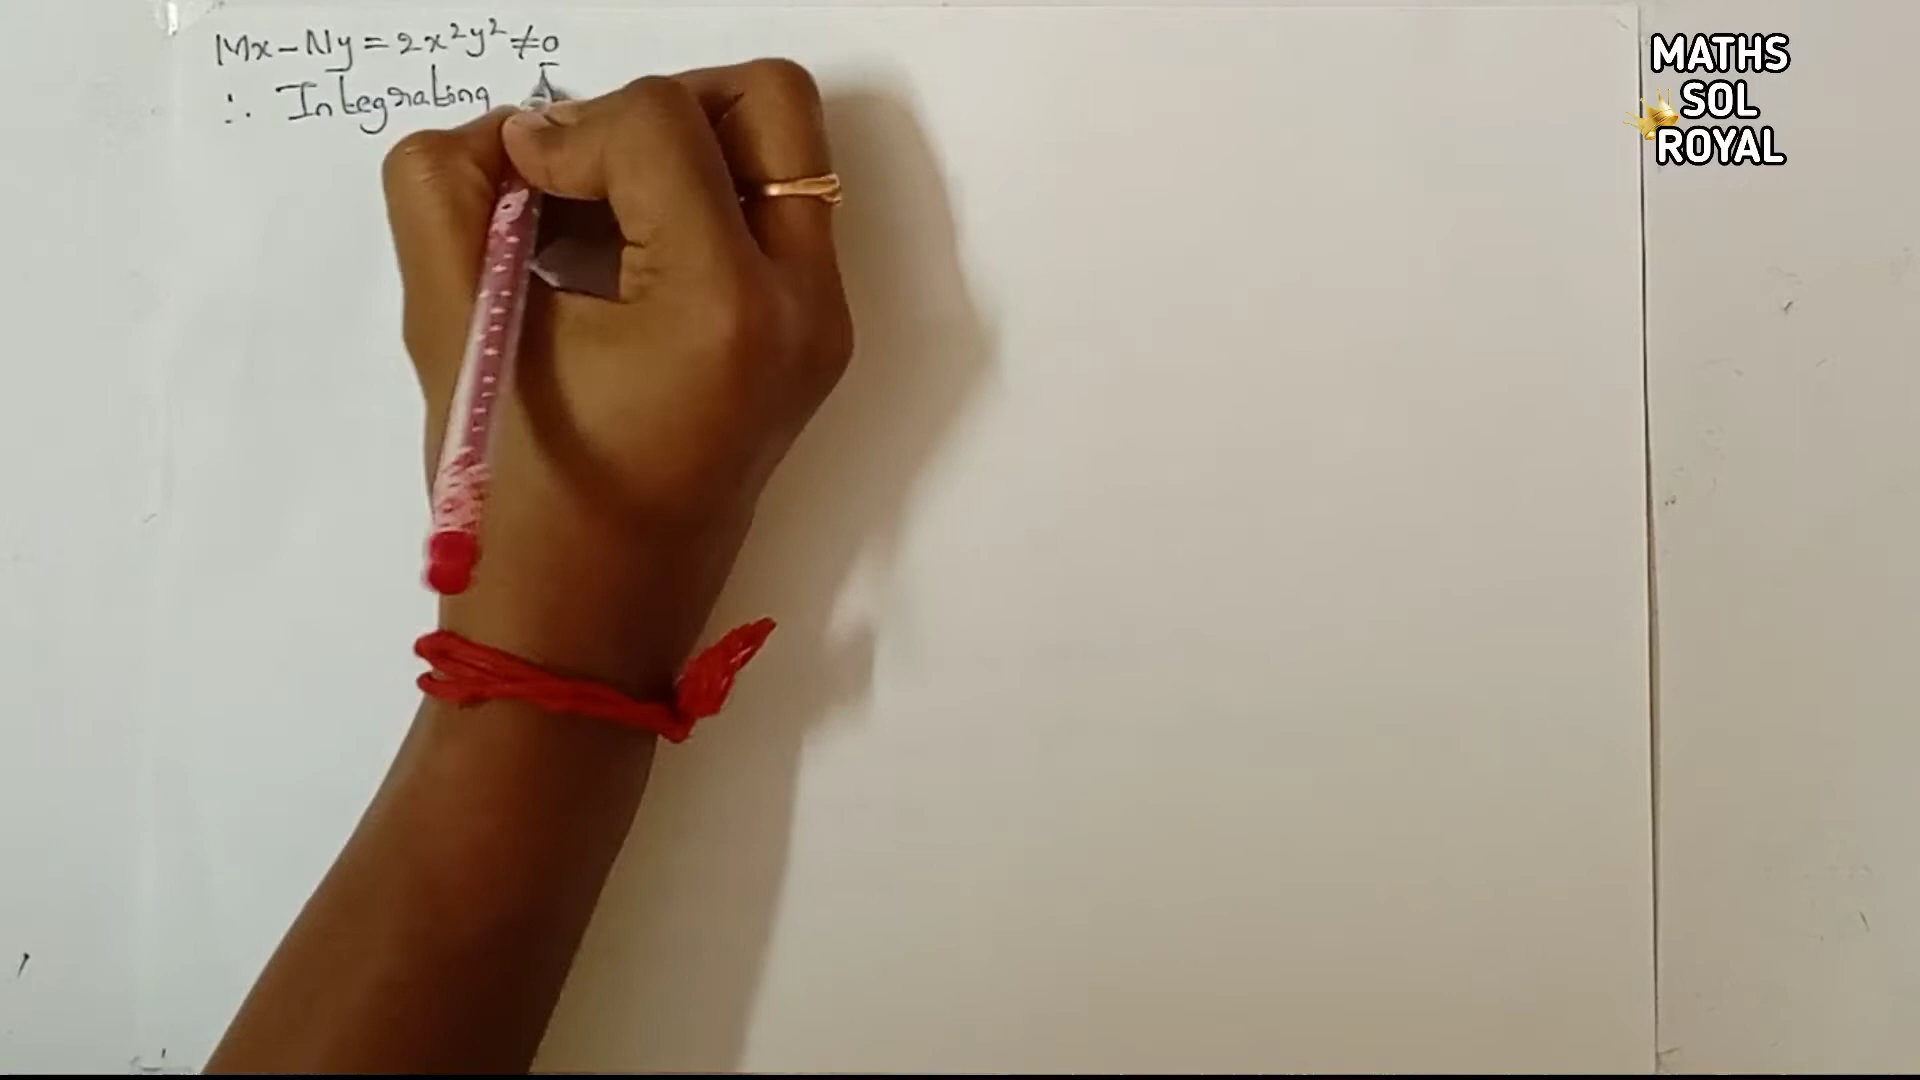 Mx - Ny = 2x²y² ≠ 0
∴ Integrating
MATHS
SOL
ROYAL